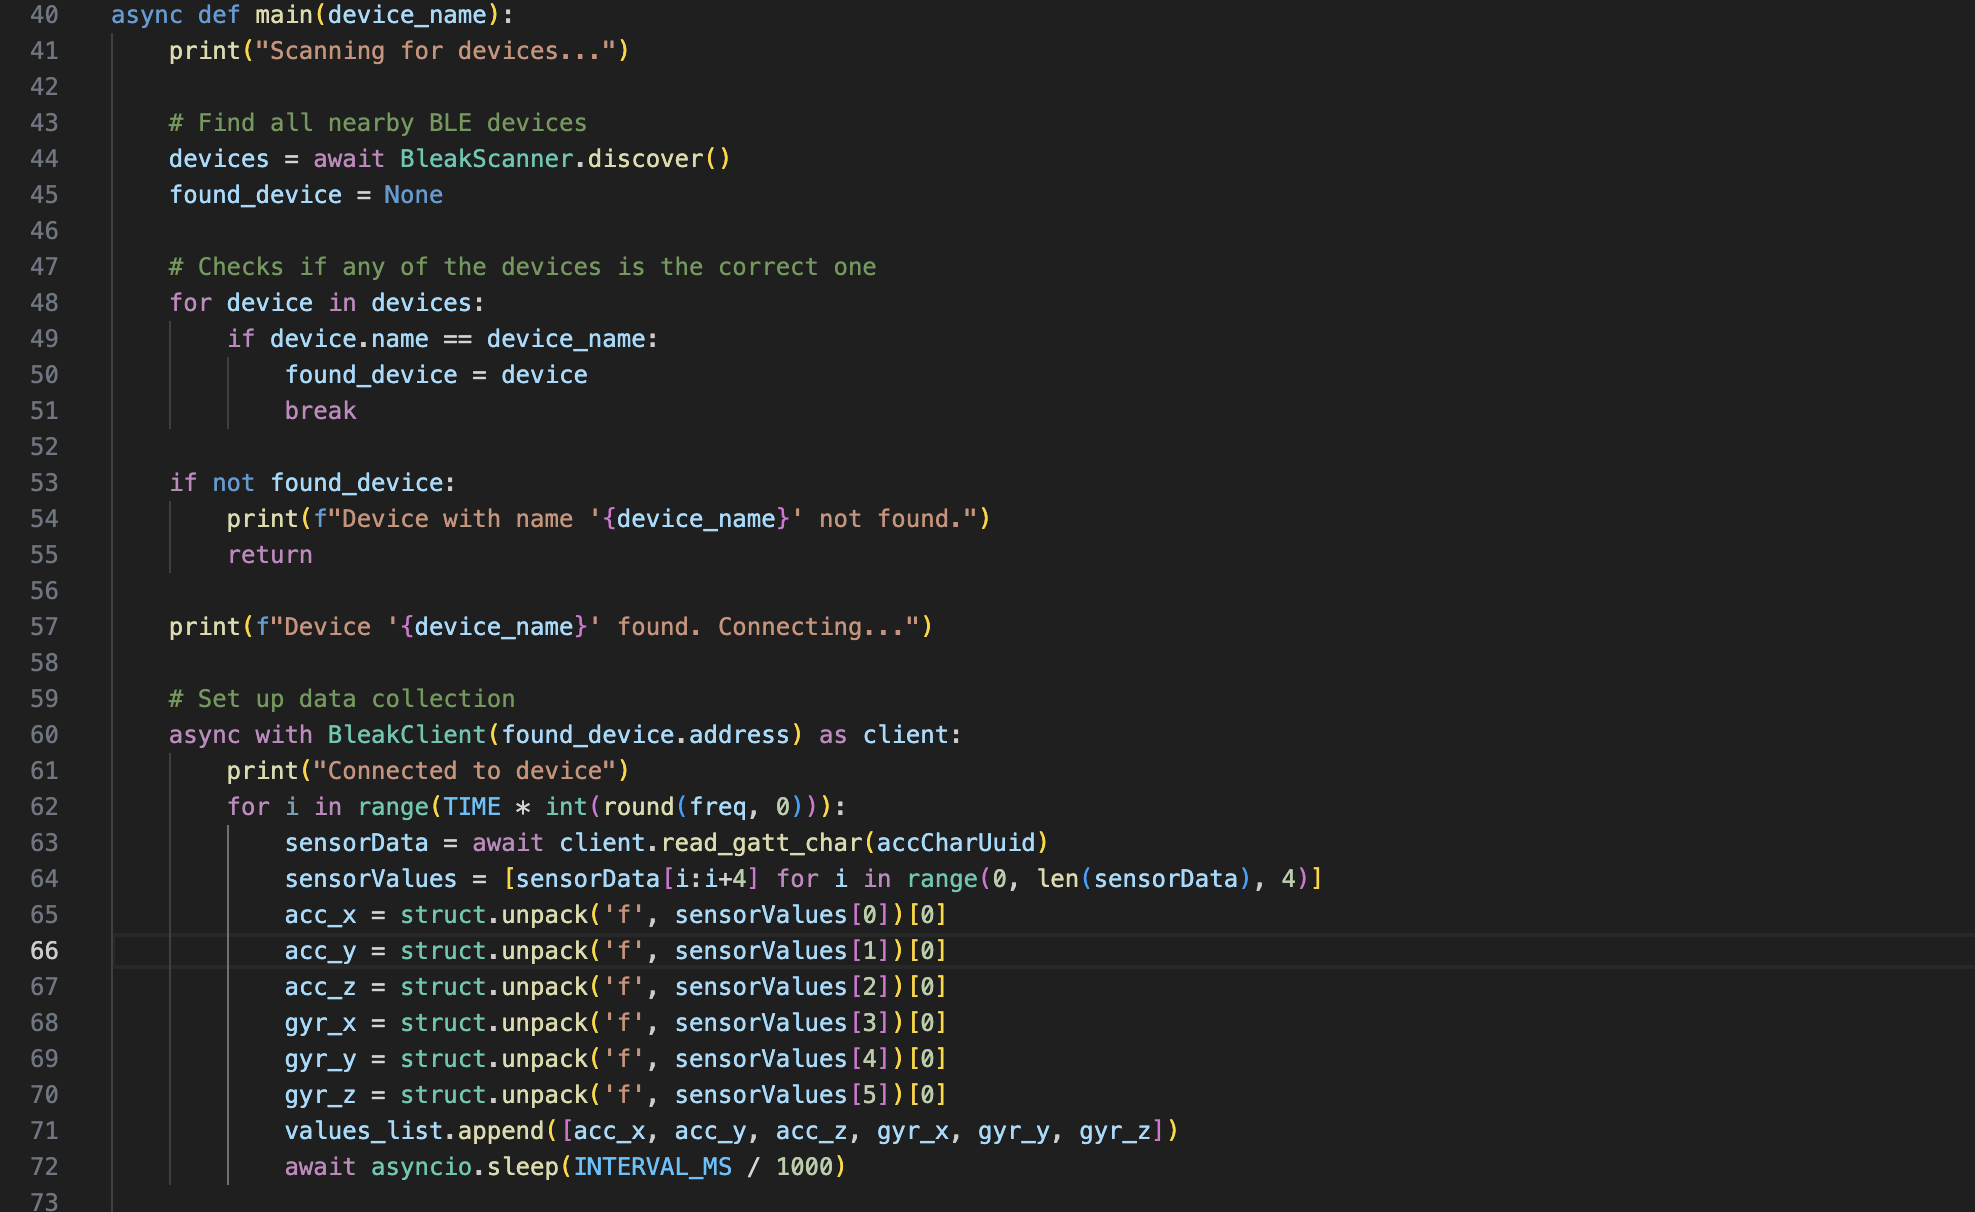 40 async def main(device_name):
41     print("Scanning for devices...")
42
43     # Find all nearby BLE devices
44     devices = await BleakScanner.discover()
45     found_device = None
46
47     # Checks if any of the devices is the correct one
48     for device in devices:
49         if device.name == device_name:
50             found_device = device
51             break
52
53     if not found_device:
54         print(f"Device with name '{device_name}' not found.")
55         return
56
57     print(f"Device '{device_name}' found. Connecting...")
58
59     # Set up data collection
60     async with BleakClient(found_device.address) as client:
61         print("Connected to device")
62         for i in range(TIME * int(round(freq, 0))):
63             sensorData = await client.read_gatt_char(accCharUuid)
64             sensorValues = [sensorData[i:i+4] for i in range(0, len(sensorData), 4)]
65             acc_x = struct.unpack('f', sensorValues[0])[0]
66             acc_y = struct.unpack('f', sensorValues[1])[0]
67             acc_z = struct.unpack('f', sensorValues[2])[0]
68             gyr_x = struct.unpack('f', sensorValues[3])[0]
69             gyr_y = struct.unpack('f', sensorValues[4])[0]
70             gyr_z = struct.unpack('f', sensorValues[5])[0]
71             values_list.append([acc_x, acc_y, acc_z, gyr_x, gyr_y, gyr_z])
72             await asyncio.sleep(INTERVAL_MS / 1000)
73